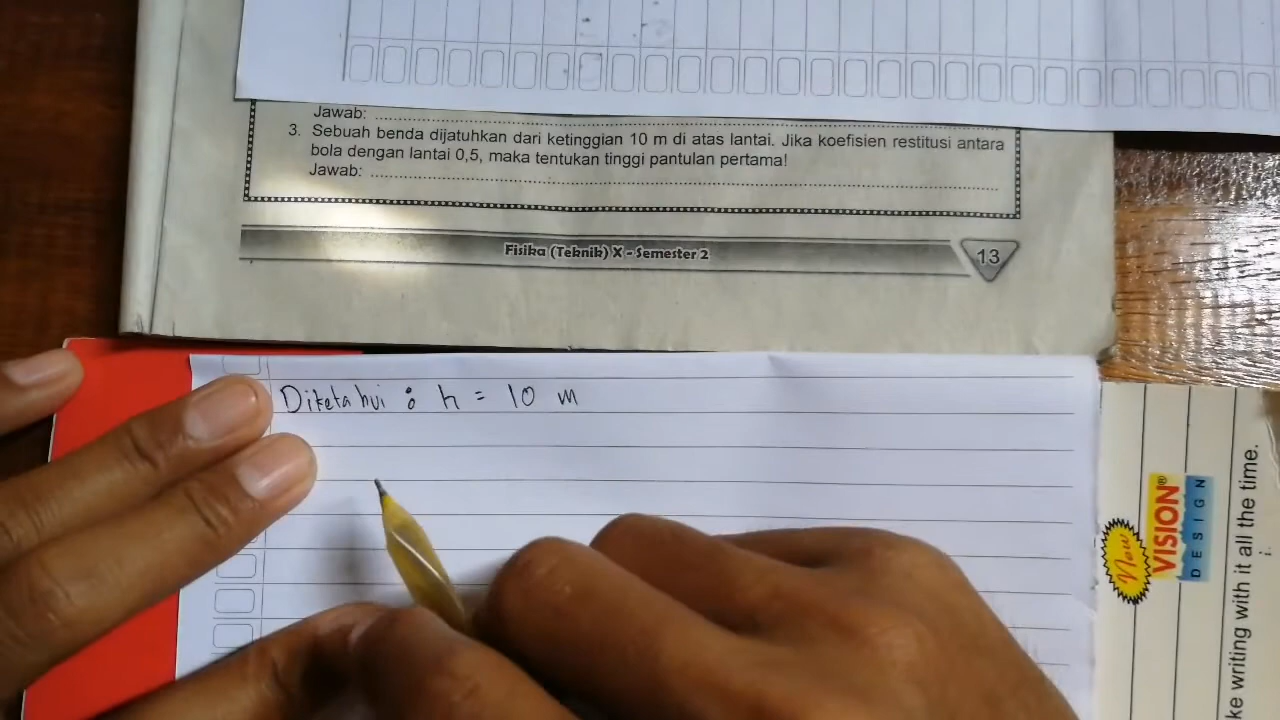 Jawab: ........................................
3. Sebuah benda dijatuhkan dari ketinggian 10 m di atas lantai. Jika koefisien restitusi antara
bola dengan lantai 0,5, maka tentukan tinggi pantulan pertama!
Jawab: ........................................
Fisika (Teknik) X - Semester 2
13
Diketahui : h = 10 m
New
VISION®
DESIGN
ke writing with it all the time.